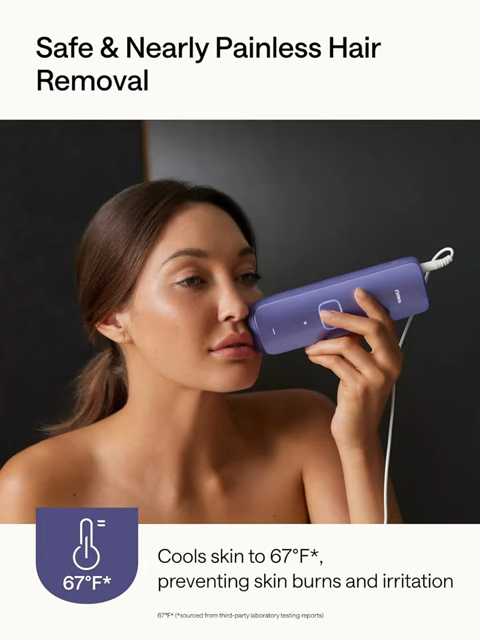 Safe & Nearly Painless Hair
Removal
67°F*
Cools skin to 67°F*,
preventing skin burns and irritation
67°F* (*sourced from third-party laboratory testing reports)